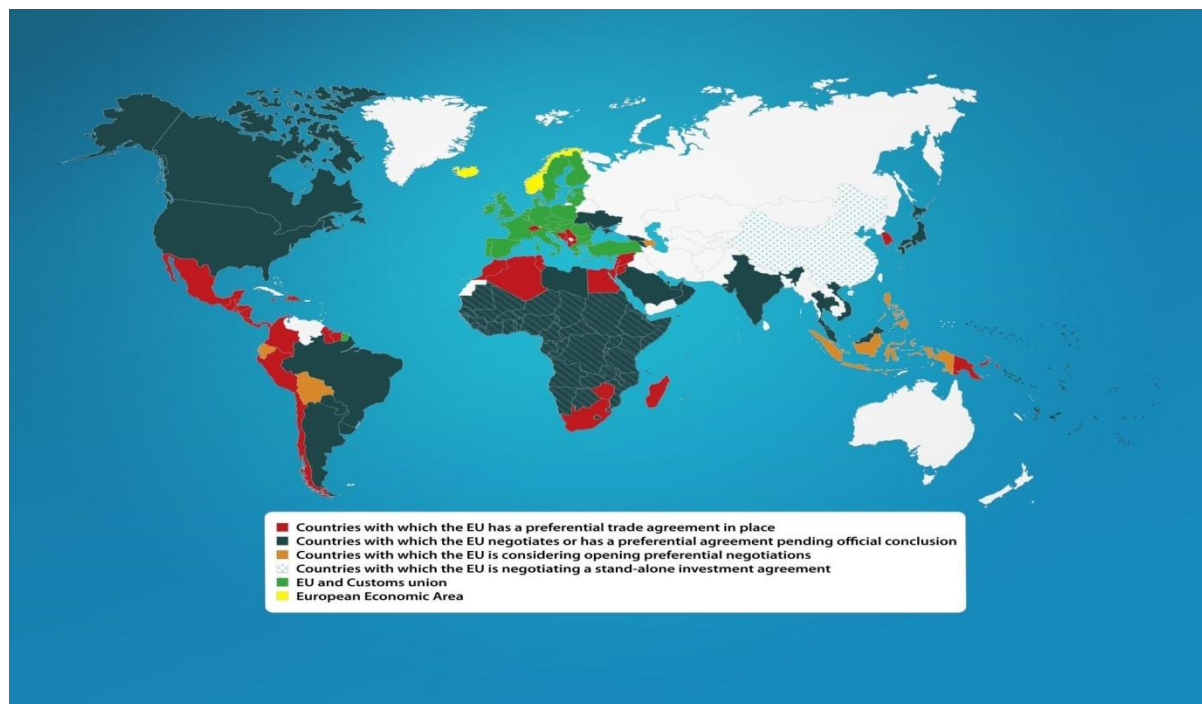 Countries with which the EU has a preferential trade agreement in place
Countries with which the EU negotiates or has a preferential agreement pending official conclusion
Countries with which the EU is considering opening preferential negotiations
Countries with which the EU is negotiating a stand-alone investment agreement
EU and Customs union
European Economic Area